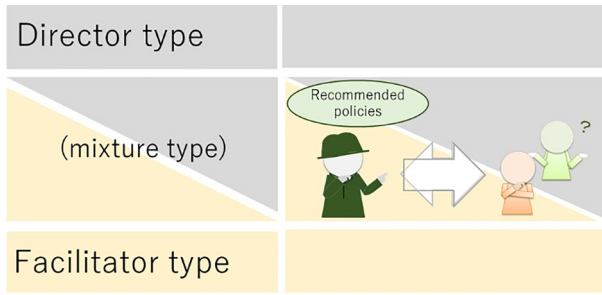 Director type
Recommended
policies
?
(mixture type)
Facilitator type